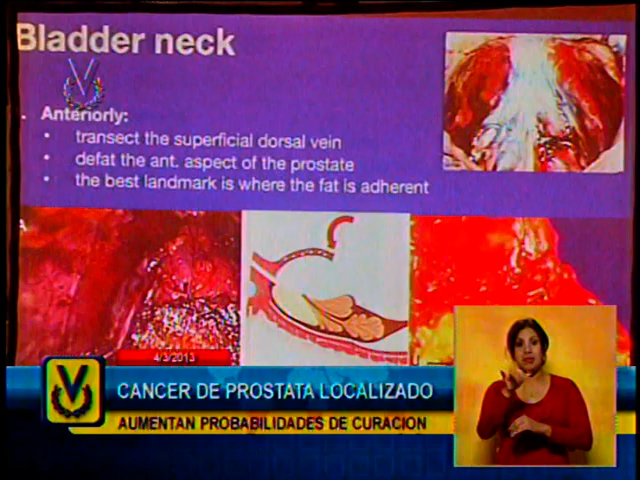 Bladder neck
Anteriorly:
• transect the superficial dorsal vein
• defat the ant. aspect of the prostate
• the best landmark is where the fat is adherent
4/3/2013
CANCER DE PROSTATA LOCALIZADO
AUMENTAN PROBABILIDADES DE CURACION